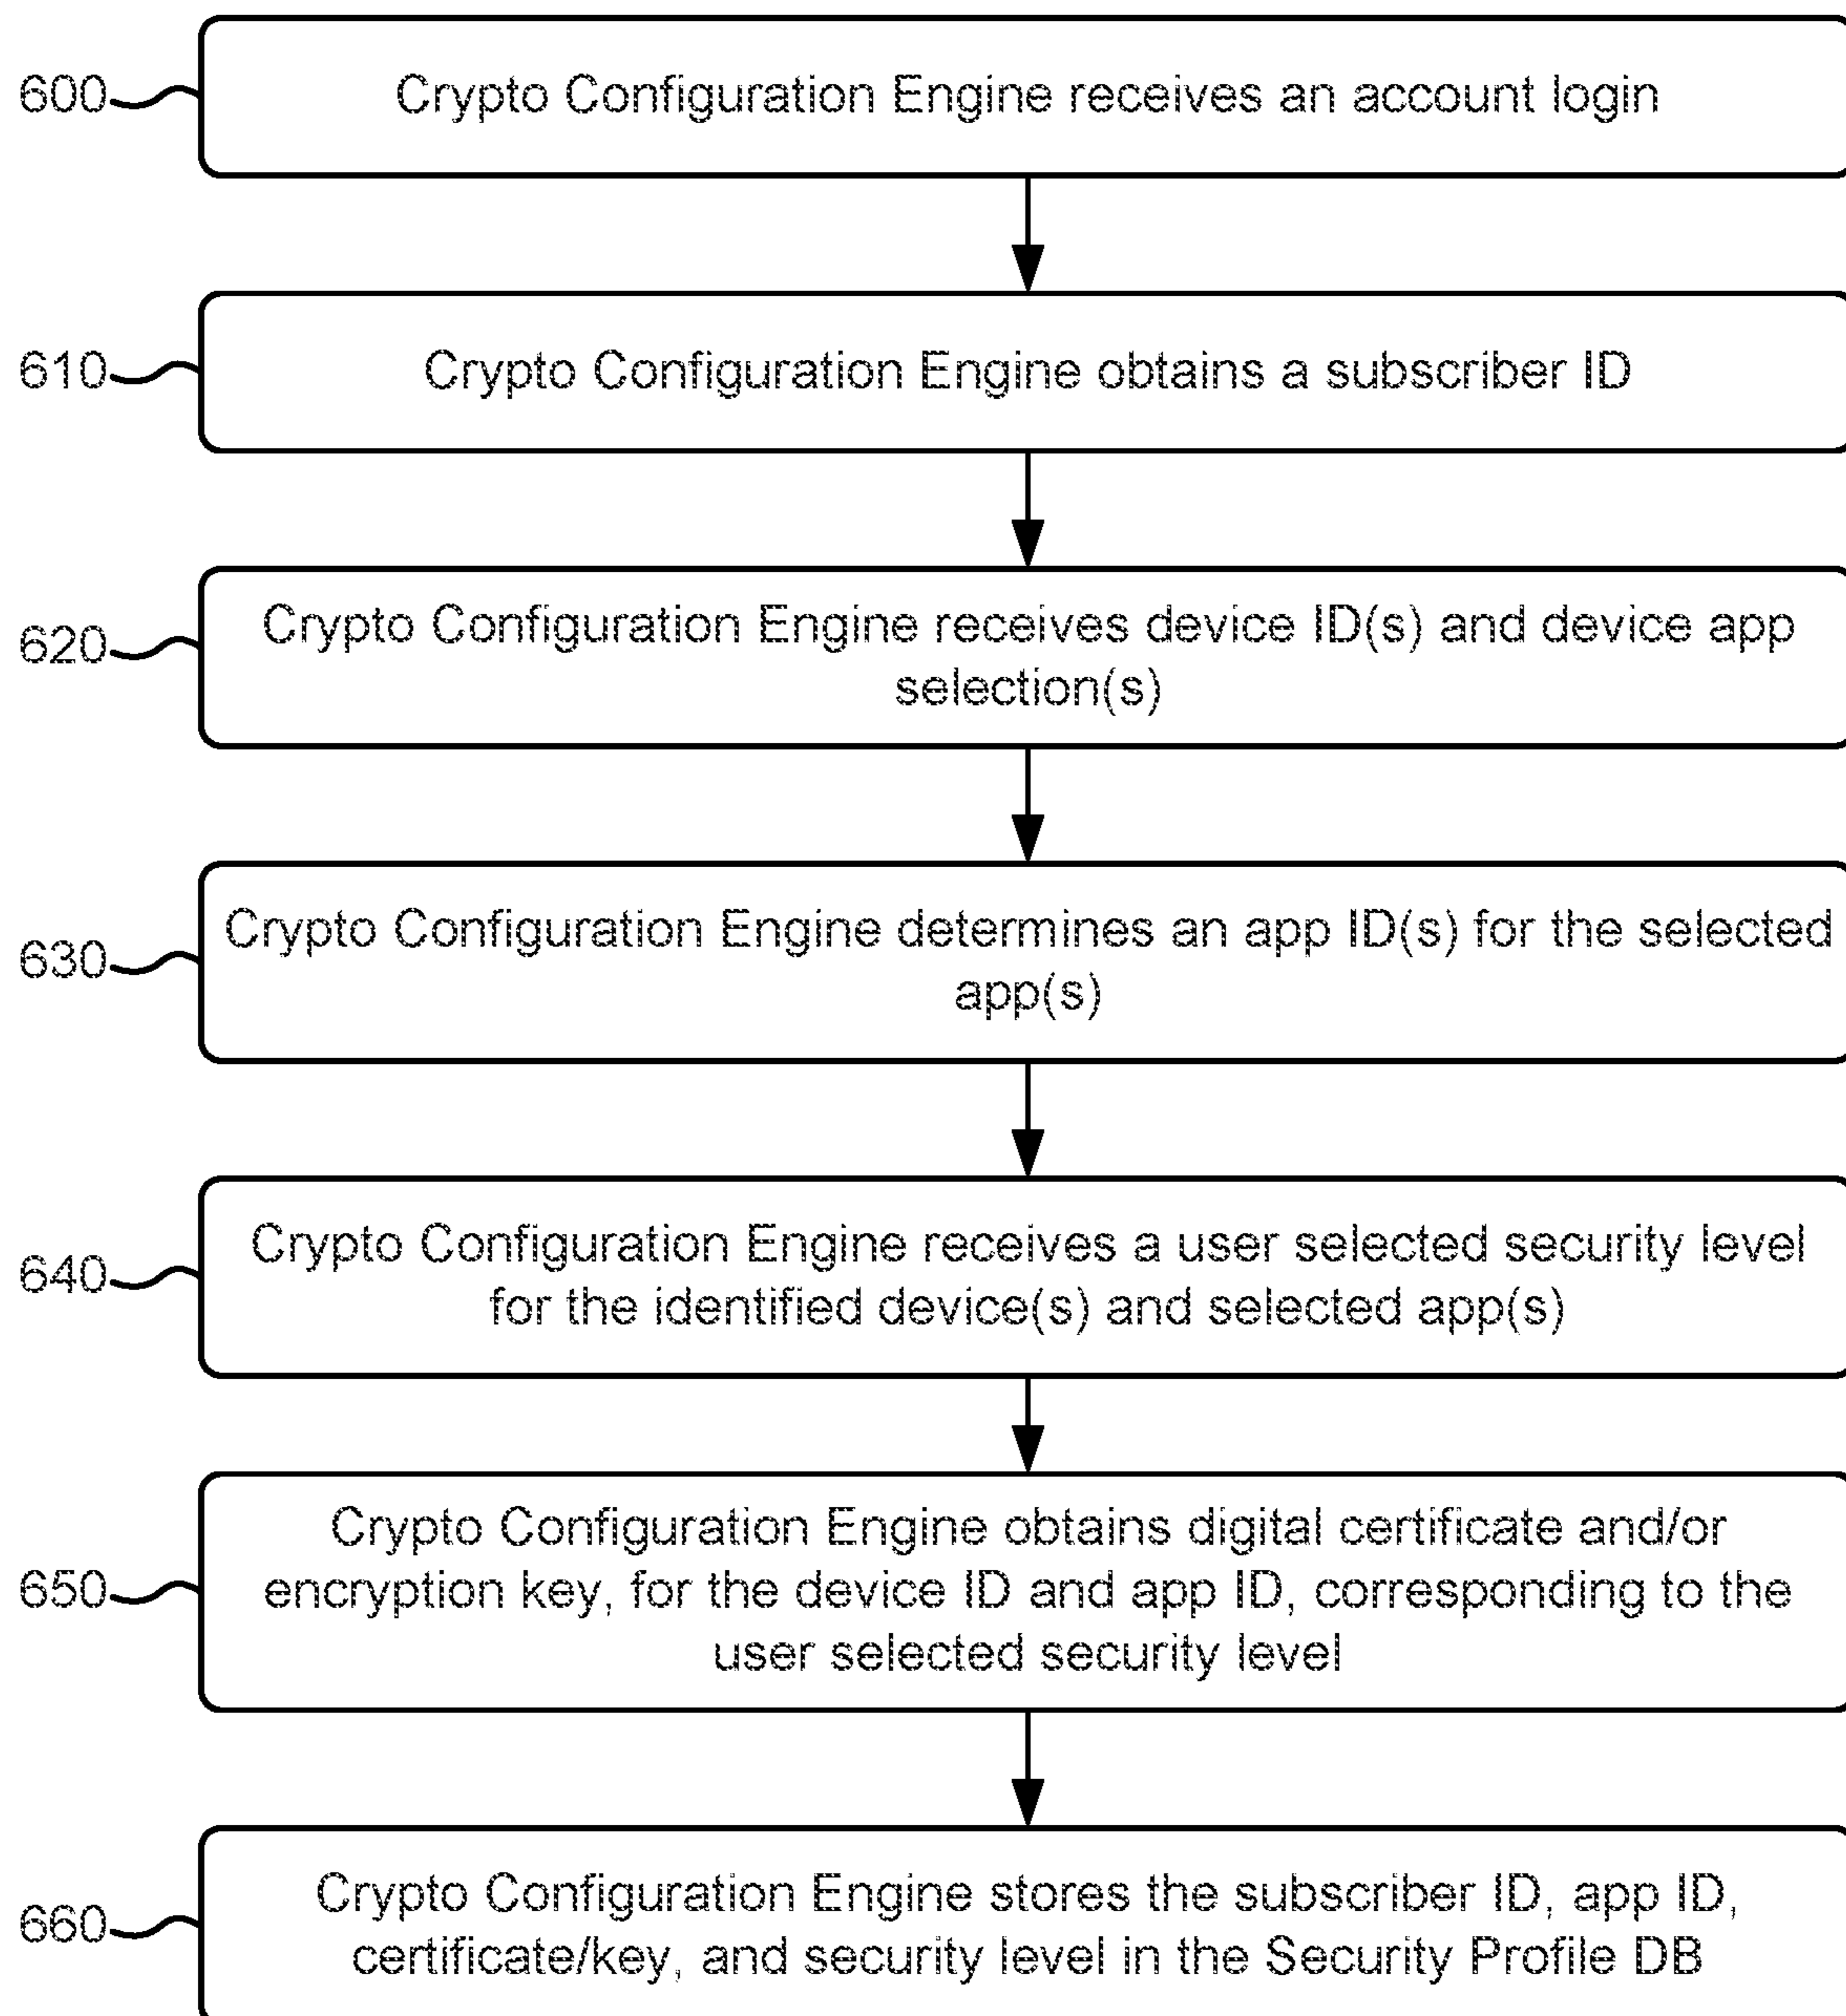 600
Crypto Configuration Engine receives an account login
610
Crypto Configuration Engine obtains a subscriber ID
620
Crypto Configuration Engine receives device ID(s) and device app
selection(s)
630
Crypto Configuration Engine determines an app ID(s) for the selected
app(s)
640
Crypto Configuration Engine receives a user selected security level
for the identified device(s) and selected app(s)
650
Crypto Configuration Engine obtains digital certificate and/or
encryption key, for the device ID and app ID, corresponding to the
user selected security level
660
Crypto Configuration Engine stores the subscriber ID, app ID,
certificate/key, and security level in the Security Profile DB